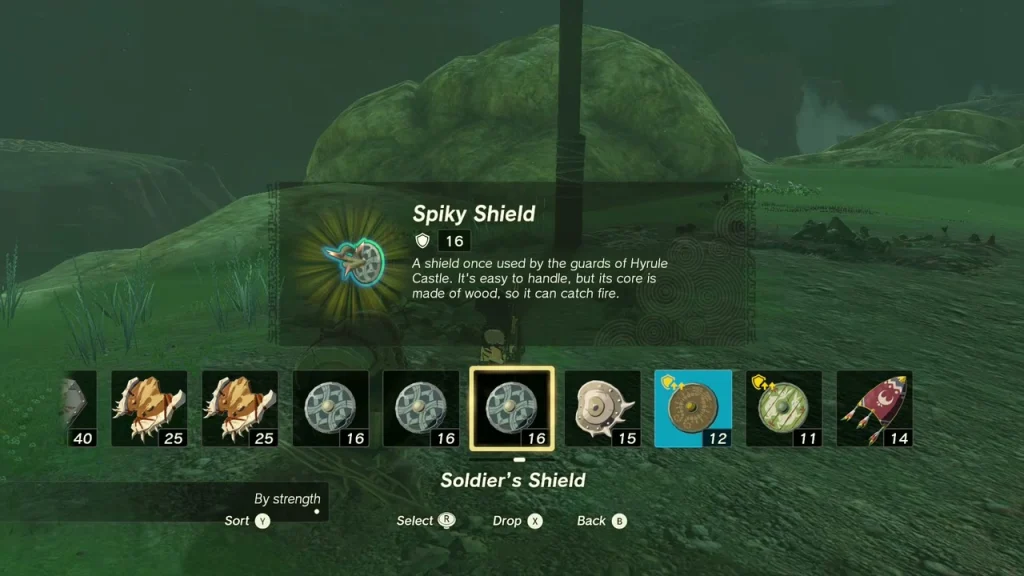 Spiky Shield
16
A shield once used by the guards of Hyrule
Castle. It's easy to handle, but its core is
made of wood, so it can catch fire.
40 25 25 16 16 16 15 12 11 14
Soldier's Shield
By strength
Sort Y Select R Drop X Back B